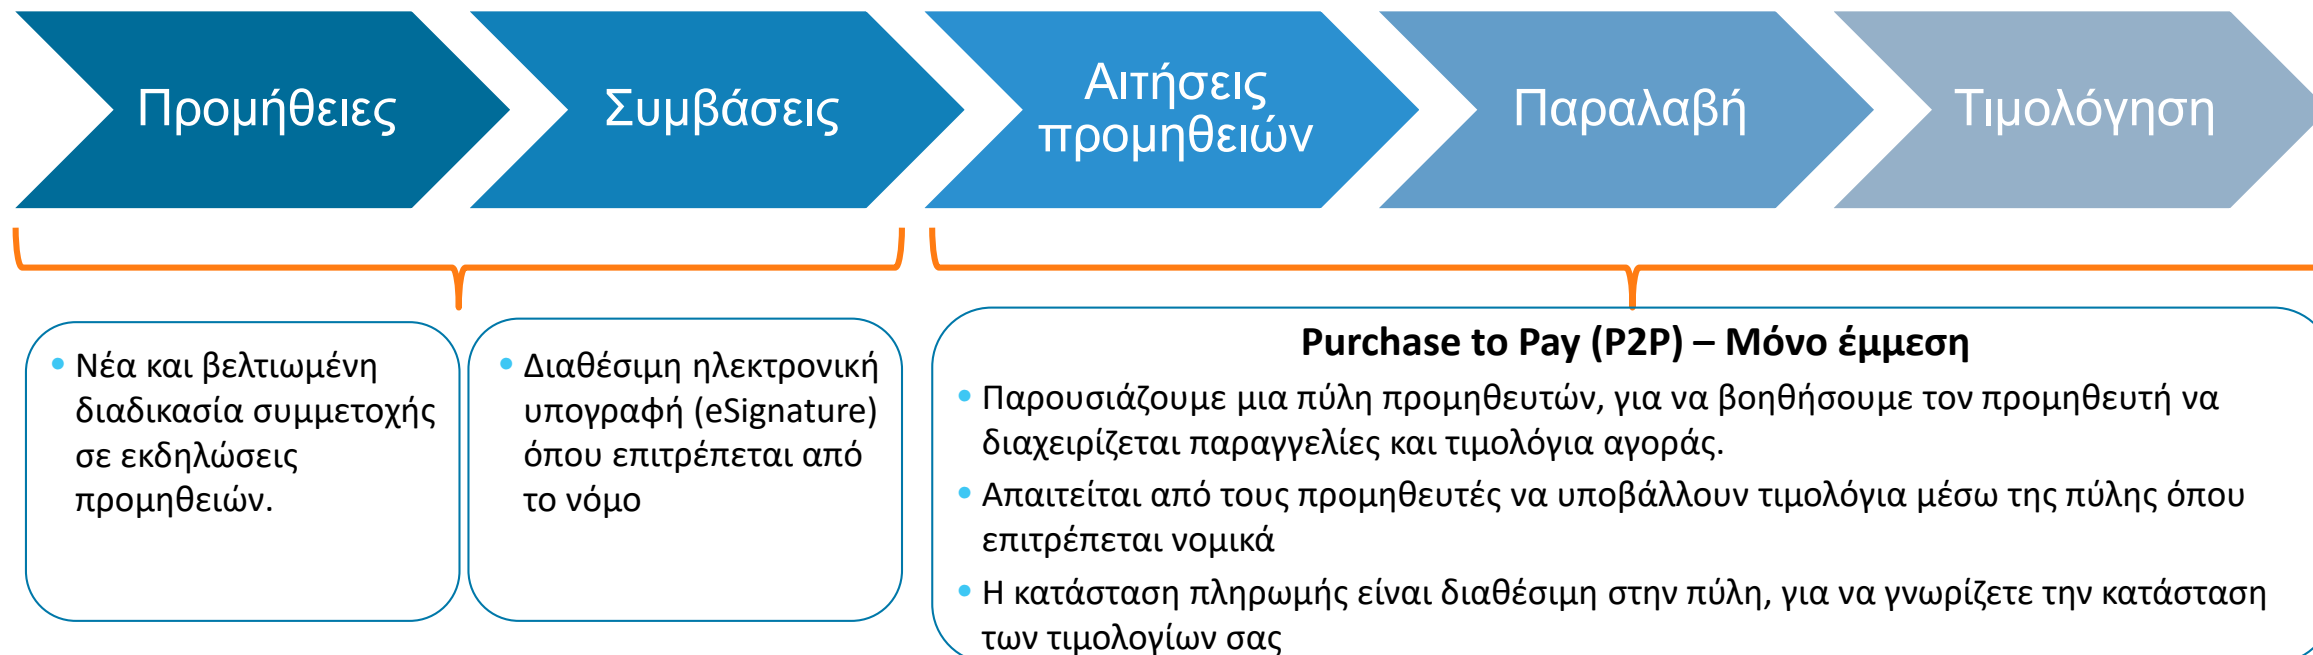 Προμήθειες
Συμβάσεις
Αιτήσεις
προμηθειών
Παραλαβή
Τιμολόγηση
• Νέα και βελτιωμένη
διαδικασία συμμετοχής
σε εκδηλώσεις
προμηθειών.
• Διαθέσιμη ηλεκτρονική
υπογραφή (eSignature)
όπου επιτρέπεται από
το νόμο
Purchase to Pay (P2P) – Μόνο έμμεση
• Παρουσιάζουμε μια πύλη προμηθευτών, για να βοηθήσουμε τον προμηθευτή να
διαχειρίζεται παραγγελίες και τιμολόγια αγοράς.
• Απαιτείται από τους προμηθευτές να υποβάλλουν τιμολόγια μέσω της πύλης όπου
επιτρέπεται νομικά
• Η κατάσταση πληρωμής είναι διαθέσιμη στην πύλη, για να γνωρίζετε την κατάσταση
των τιμολογίων σας